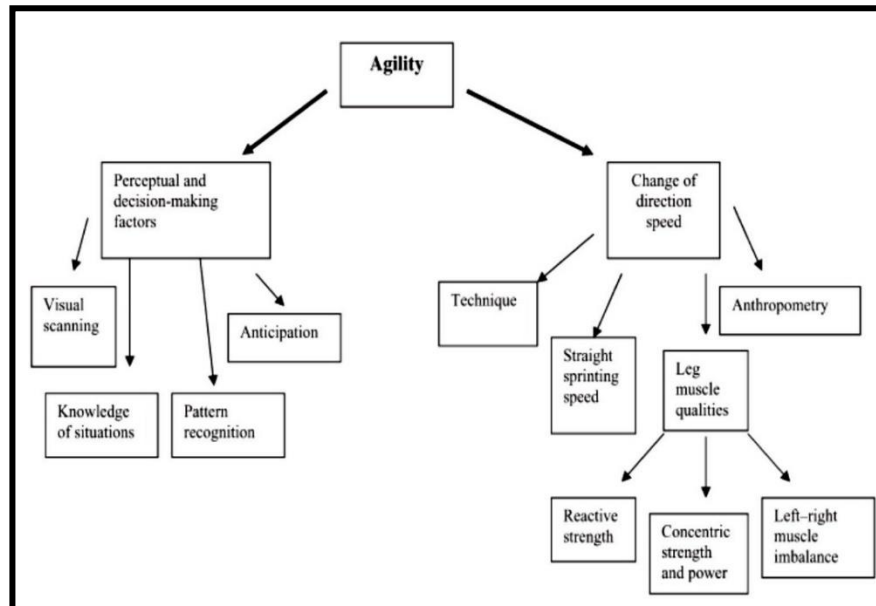 Agility
Perceptual and
decision-making
factors
Change of
direction
speed
Visual
scanning
Anticipation
Technique
Anthropometry
Knowledge
of situations
Pattern
recognition
Straight
sprinting
speed
Leg
muscle
qualities
Reactive
strength
Concentric
strength
and power
Left–right
muscle
imbalance